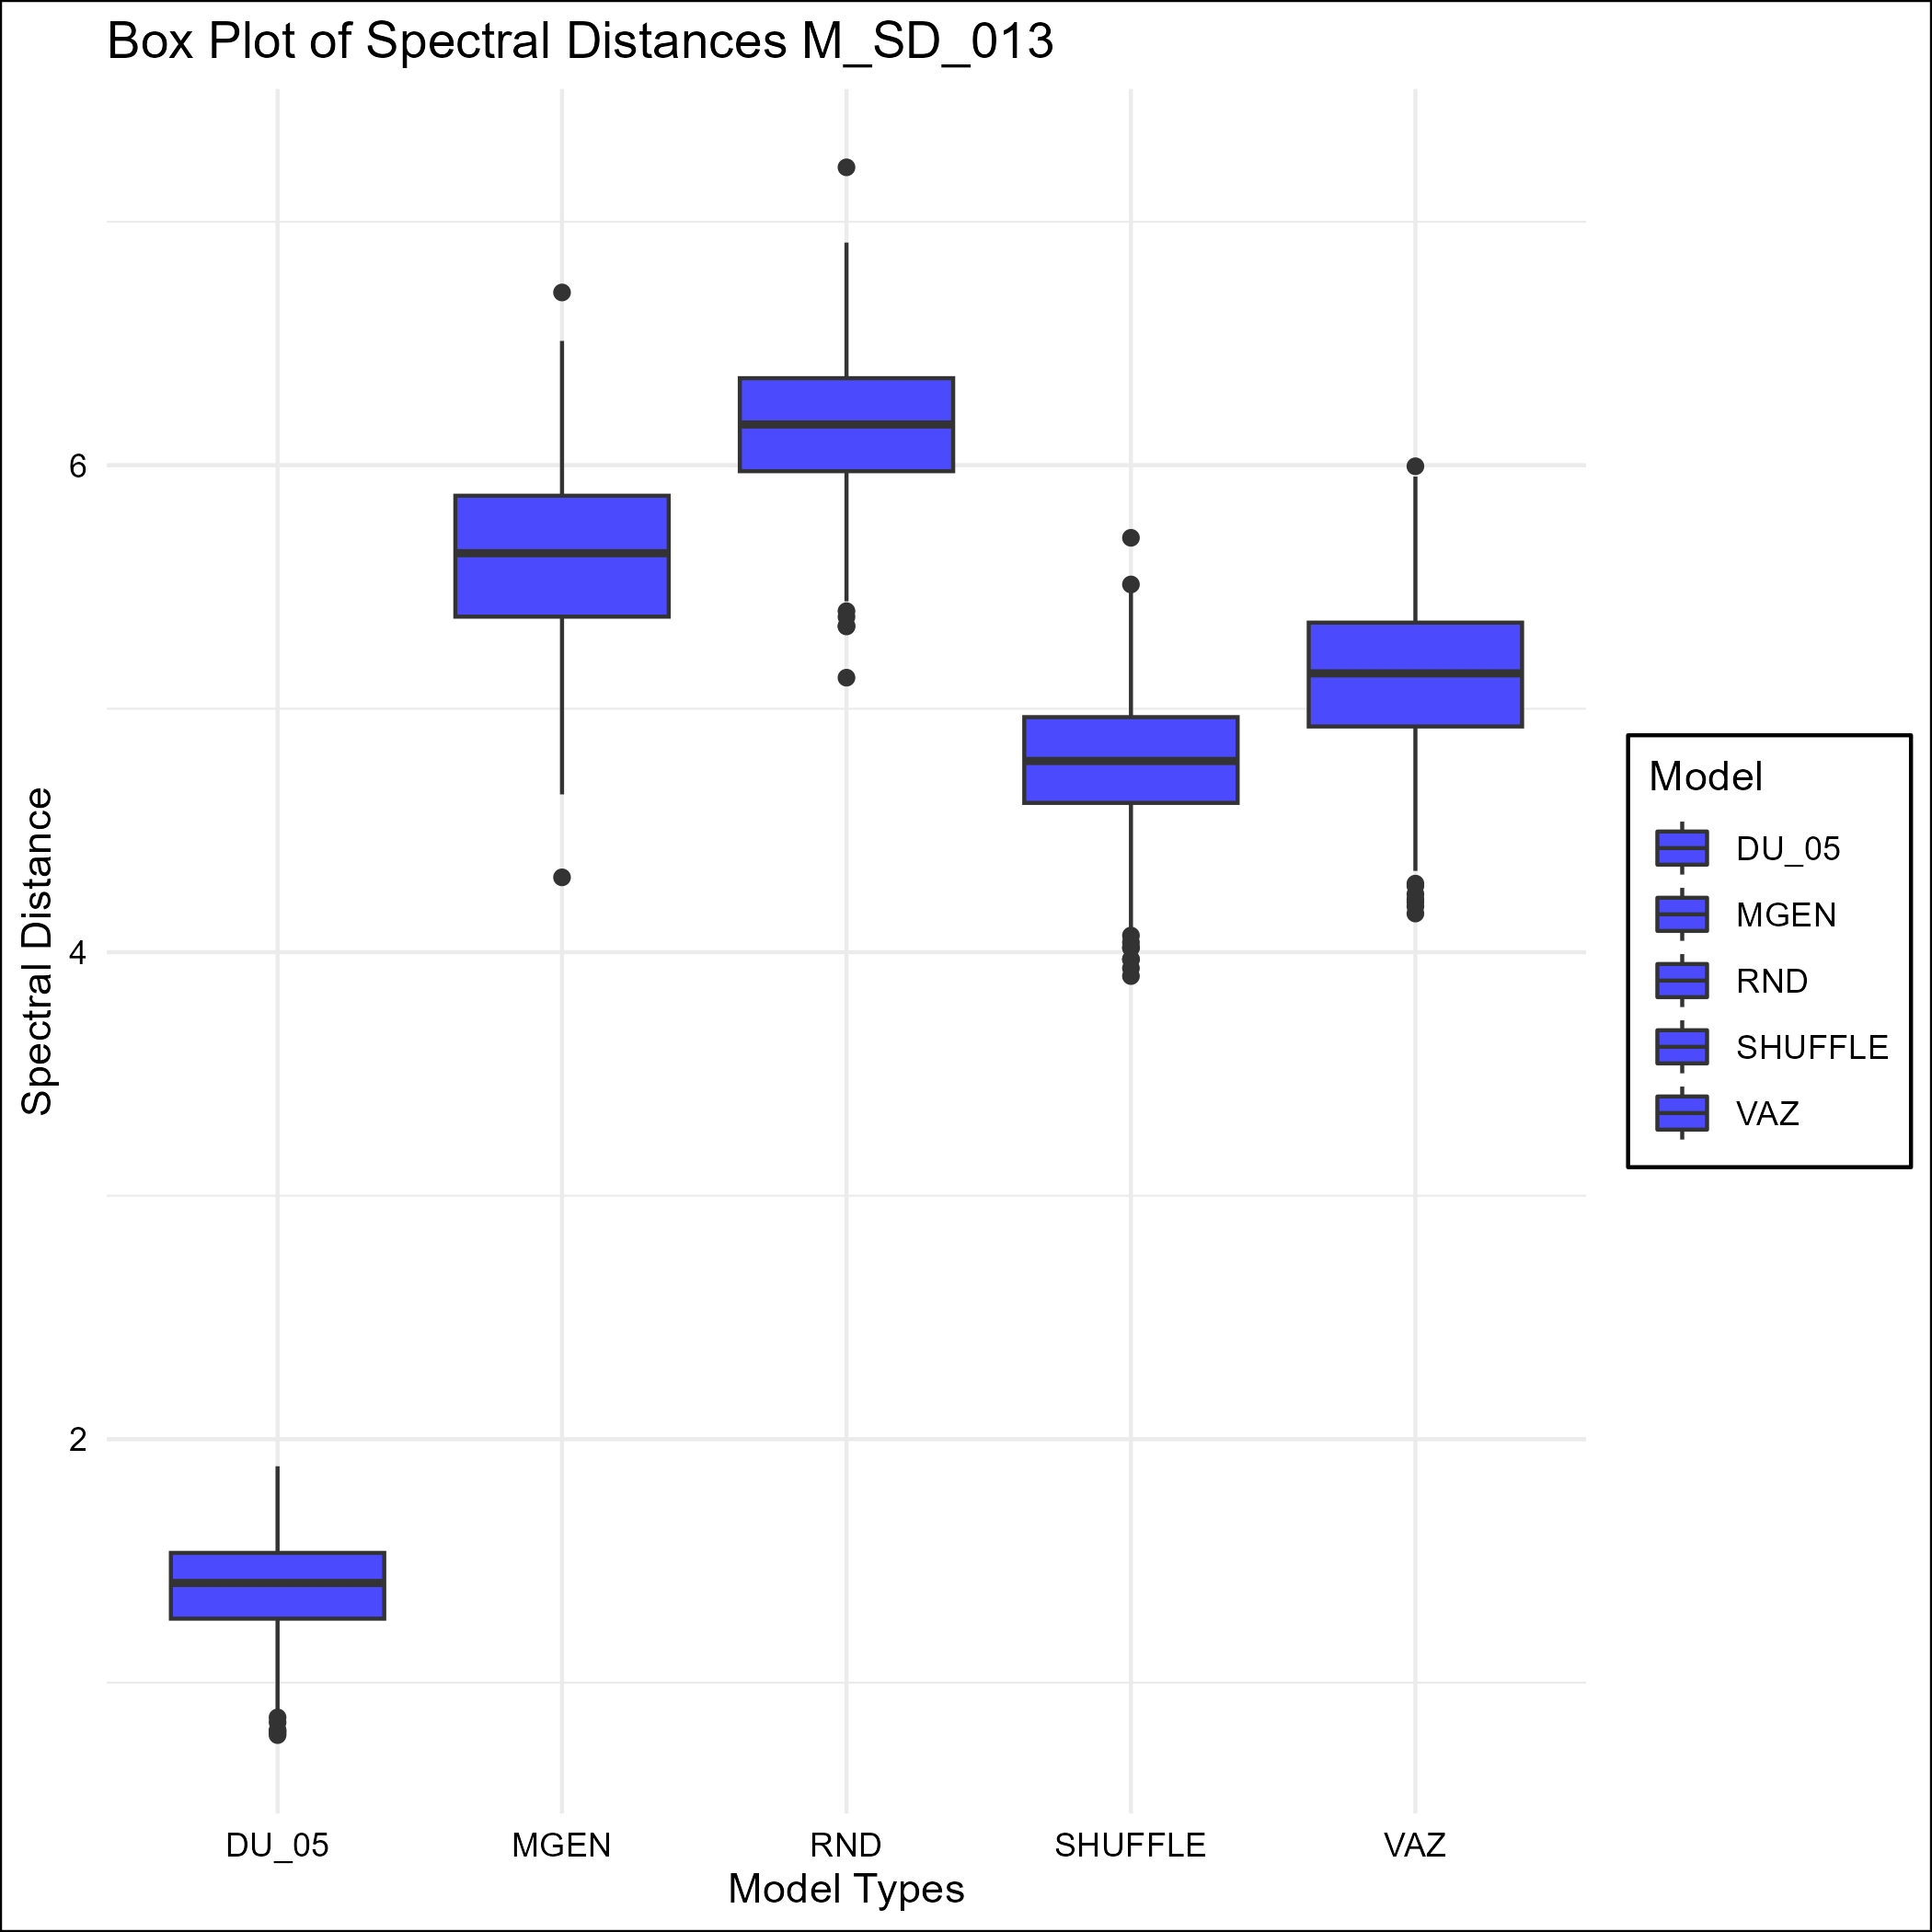 Box Plot of Spectral Distances M_SD_013
Spectral Distance
6
4
2
DU_05
MGEN
RND
SHUFFLE
VAZ
Model Types
Model
DU_05
MGEN
RND
SHUFFLE
VAZ